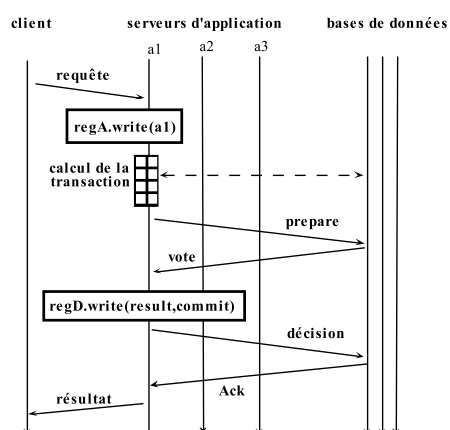 client serveurs d'application bases de données
a1 a2 a3
requête
regA.write(a1)
calcul de la
transaction
prepare
vote
regD.write(result,commit)
décision
Ack
résultat